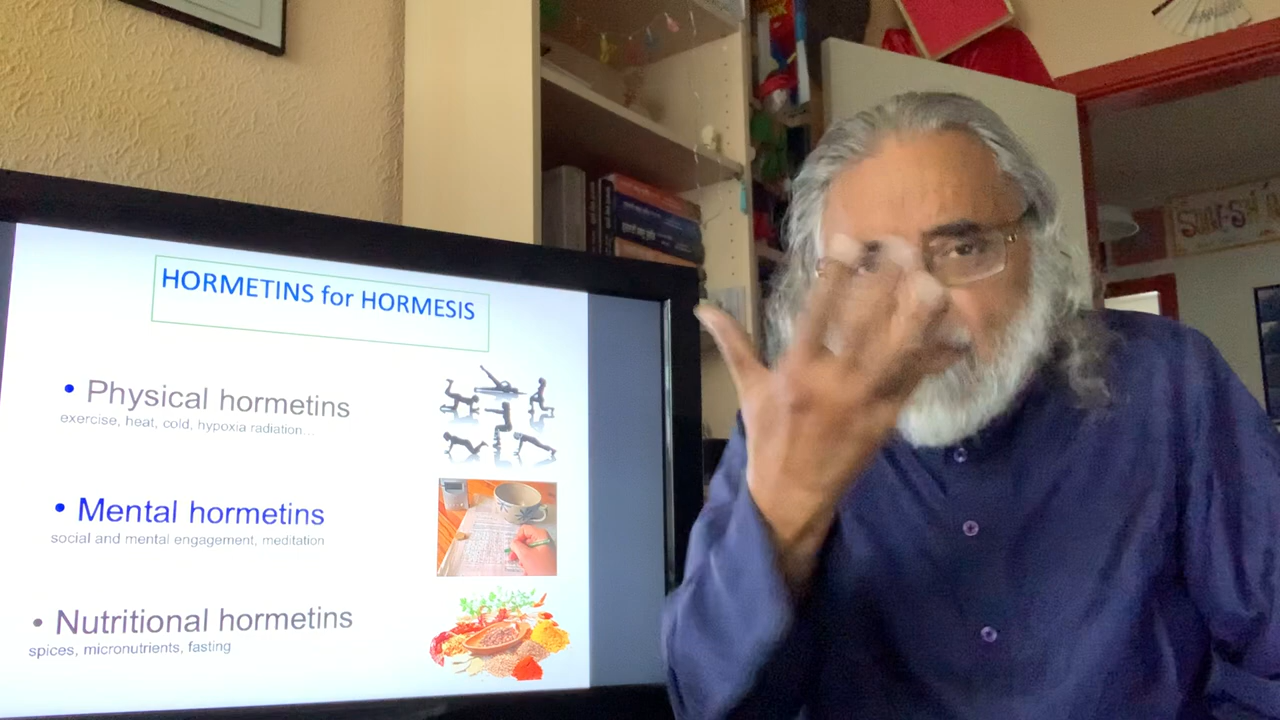 HORMETINS for HORMESIS
• Physical hormetins
exercise, heat, cold, hypoxia radiation...
• Mental hormetins
social and mental engagement, meditation
• Nutritional hormetins
spices, micronutrients, fasting